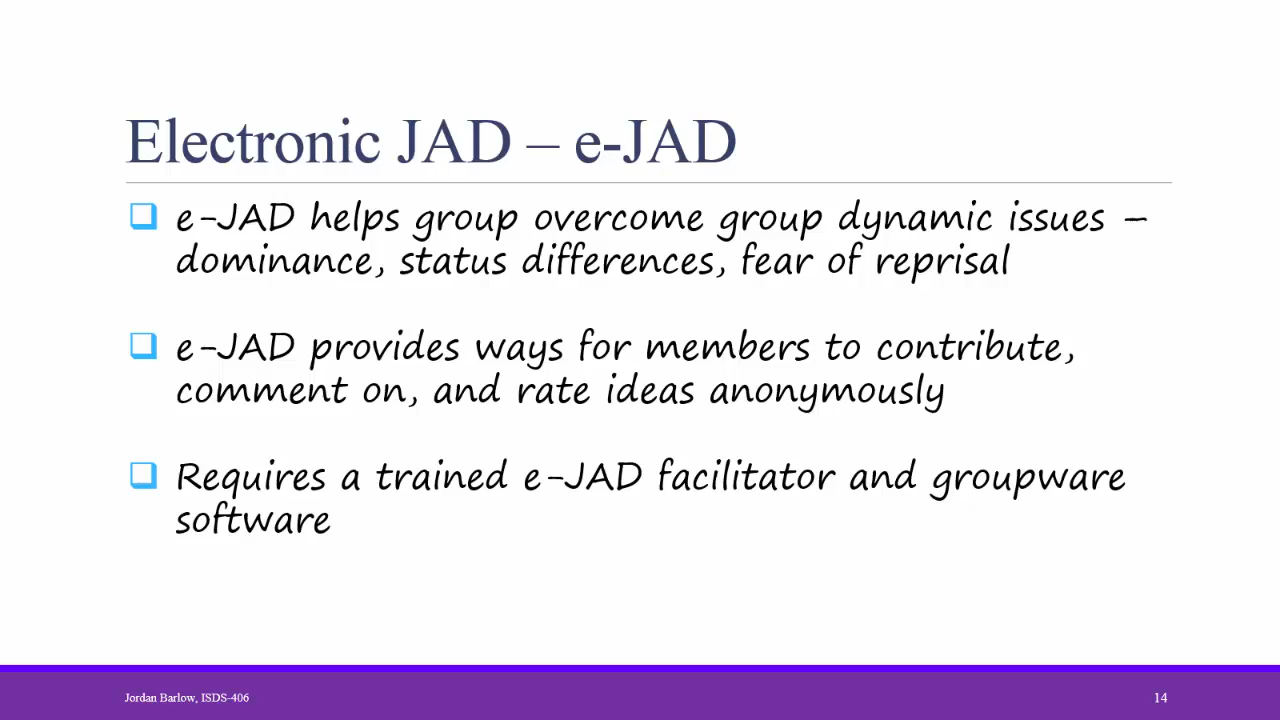 Electronic JAD – e-JAD
e-JAD helps group overcome group dynamic issues –
dominance, status differences, fear of reprisal
e-JAD provides ways for members to contribute,
comment on, and rate ideas anonymously
Requires a trained e-JAD facilitator and groupware
software
Jordan Barlow, ISDS-406
14